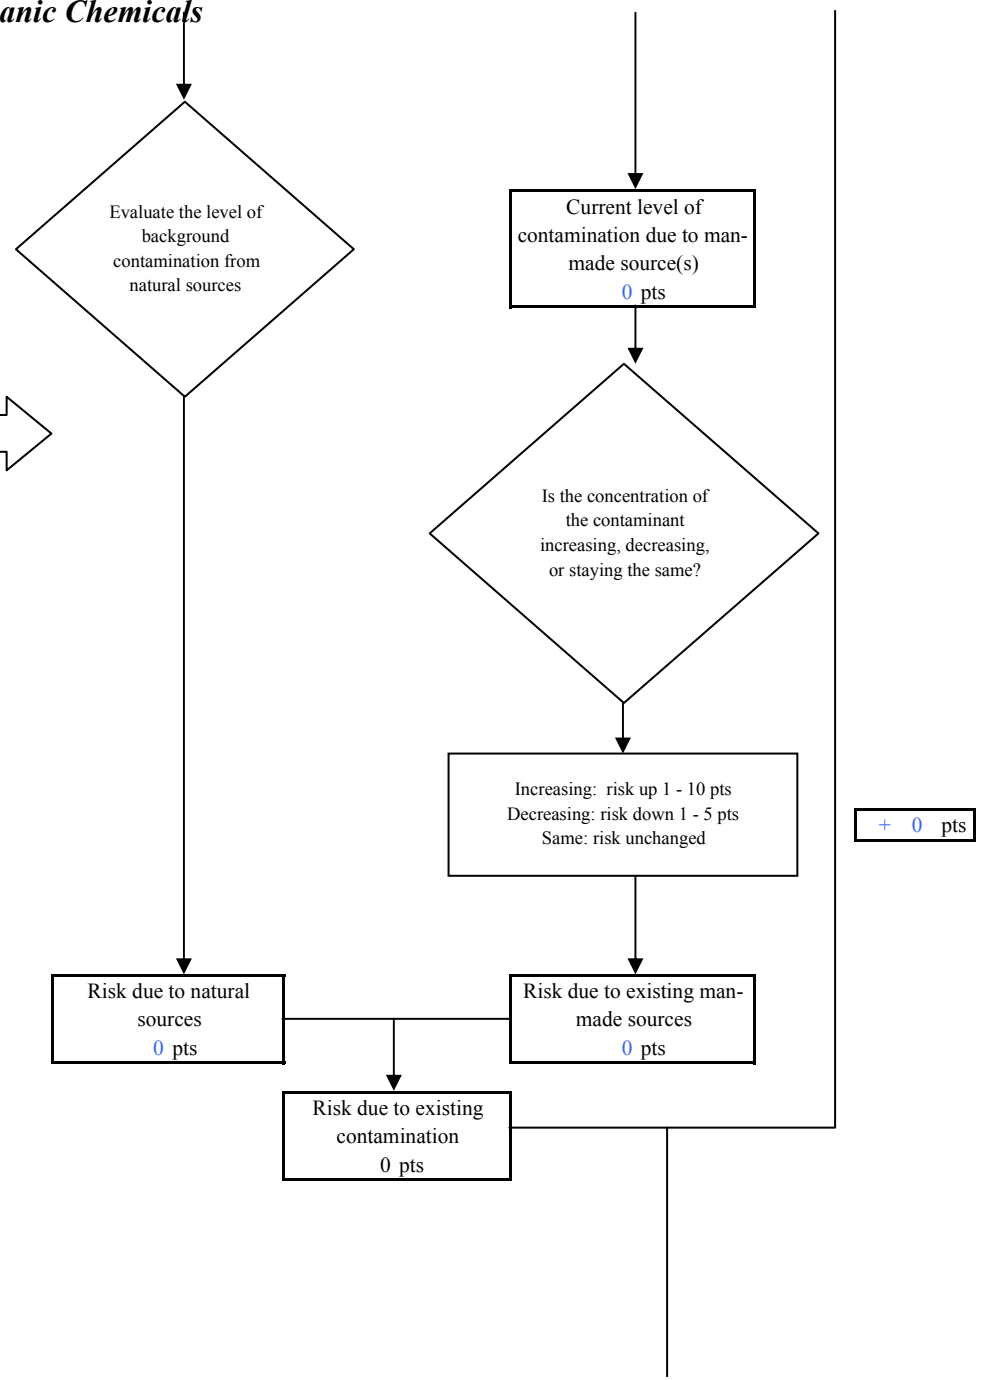 anic Chemicals
Evaluate the level of
background
contamination from
natural sources
Current level of
contamination due to man-
made source(s)
0 pts
Is the concentration of
the contaminant
increasing, decreasing,
or staying the same?
Increasing:  risk up 1 - 10 pts
Decreasing: risk down 1 - 5 pts
Same: risk unchanged
+ 0 pts
Risk due to natural
sources
0 pts
Risk due to existing man-
made sources
0 pts
Risk due to existing
contamination
0 pts